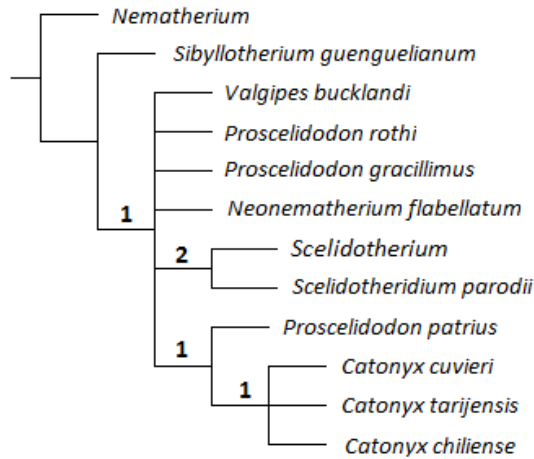 Nematherium
Sibyllotherium guenguelianum
Valgipes bucklandi
Proscelidodon rothi
Proscelidodon gracillimus
1
Neonematherium flabellatum
2
Scelidotherium
Scelidotheridium parodii
Proscelidodon patrius
1
Catonyx cuvieri
1
Catonyx tarijensis
Catonyx chiliense